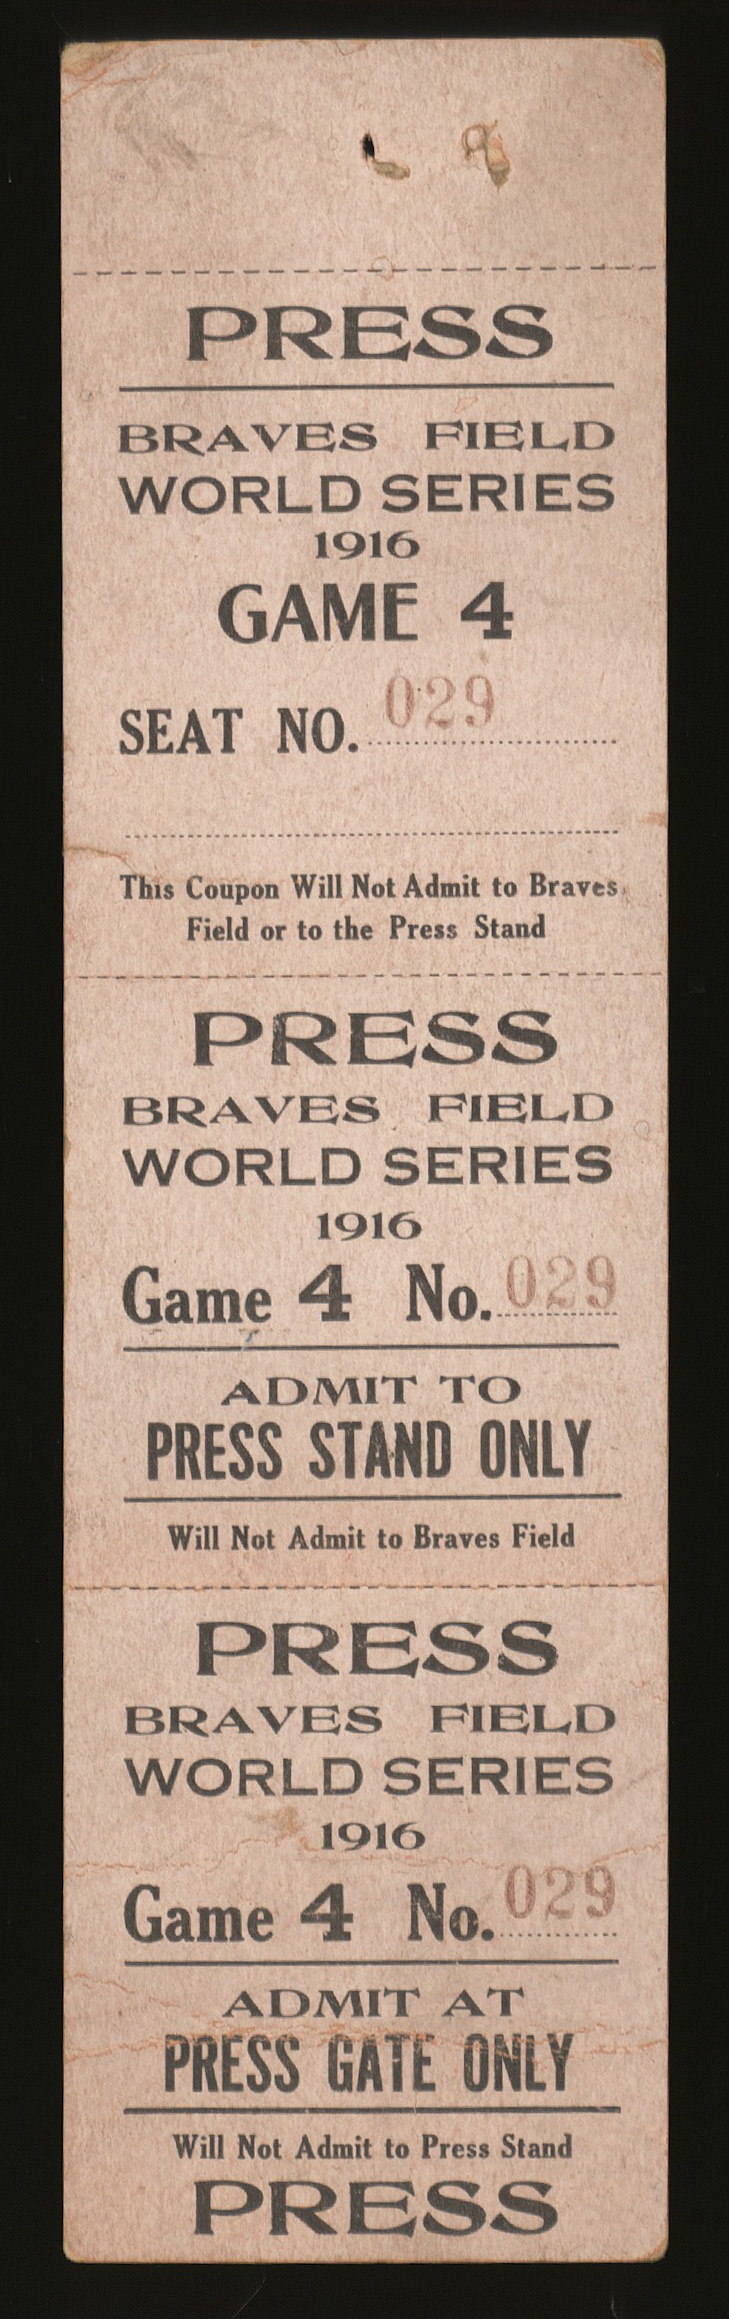 PRESS
BRAVES FIELD
WORLD SERIES
1916
GAME 4
SEAT NO. 029
This Coupon Will Not Admit to Braves
Field or to the Press Stand
PRESS
BRAVES FIELD
WORLD SERIES
1916
Game 4 No. 029
ADMIT TO
PRESS STAND ONLY
Will Not Admit to Braves Field
PRESS
BRAVES FIELD
WORLD SERIES
1916
Game 4 No. 029
ADMIT AT
PRESS GATE ONLY
Will Not Admit to Press Stand
PRESS